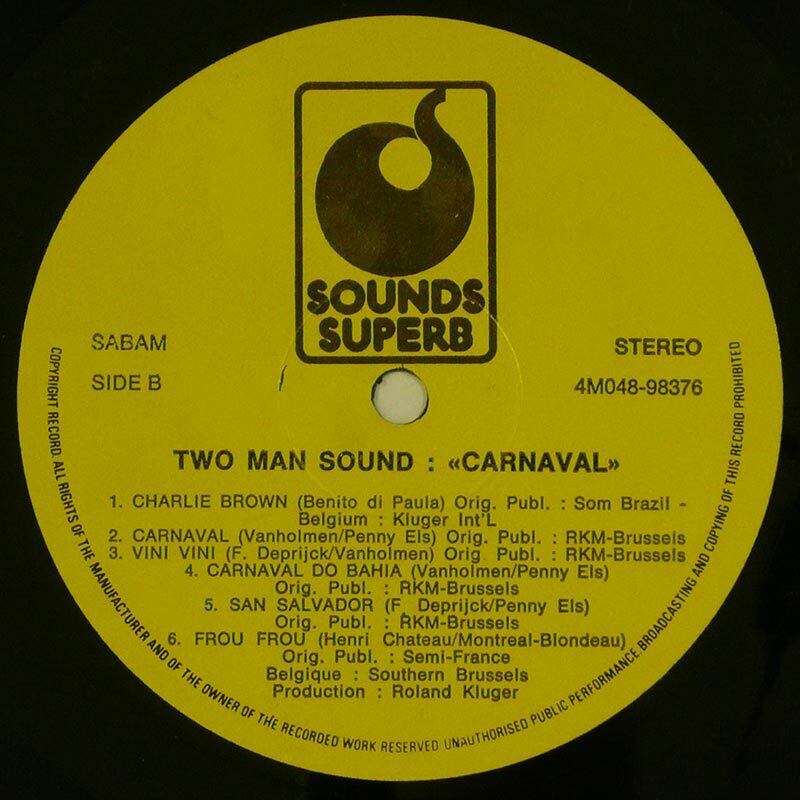 SOUNDS
SUPERB
SABAM
STEREO
SIDE B
4M048-98376
TWO MAN SOUND : «CARNAVAL»
1. CHARLIE BROWN (Benito di Paula) Orig. Publ. : Som Brazil -
Belgium : Kluger Int'L
2. CARNAVAL (Vanholmen/Penny Els) Orig. Publ. : RKM-Brussels
3. VINI VINI (F. Deprijck/Vanholmen) Orig. Publ. : RKM-Brussels
4. CARNAVAL DO BAHIA (Vanholmen/Penny Els)
Orig. Publ. : RKM-Brussels
5. SAN SALVADOR (F. Deprijck/Penny Els)
Orig. Publ. : RKM-Brussels
6. FROU FROU (Henri Chateau/Montreal-Blondeau)
Orig. Publ. : Semi-France
Belgique : Southern Brussels
Production : Roland Kluger
COPYRIGHT RECORD. ALL RIGHTS OF THE MANUFACTURER AND OF THE OWNER OF THE RECORDED WORK RESERVED UNAUTHORISED PUBLIC PERFORMANCE. BROADCASTING AND COPYING OF THIS RECORD PROHIBITED